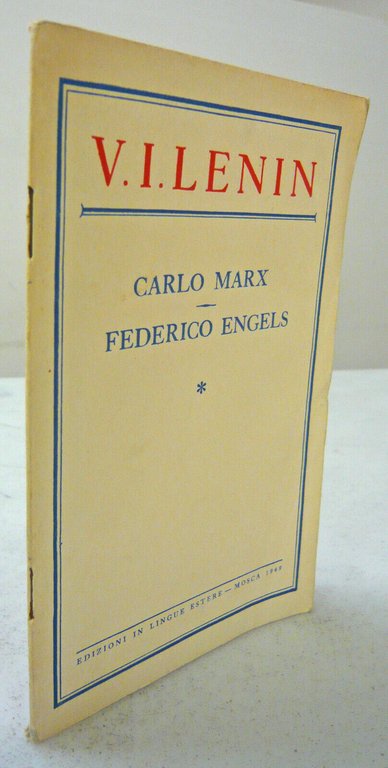 V. I. LENIN
CARLO MARX
—
FEDERICO ENGELS
*
EDIZIONI IN LINGUE ESTERE — MOSCA